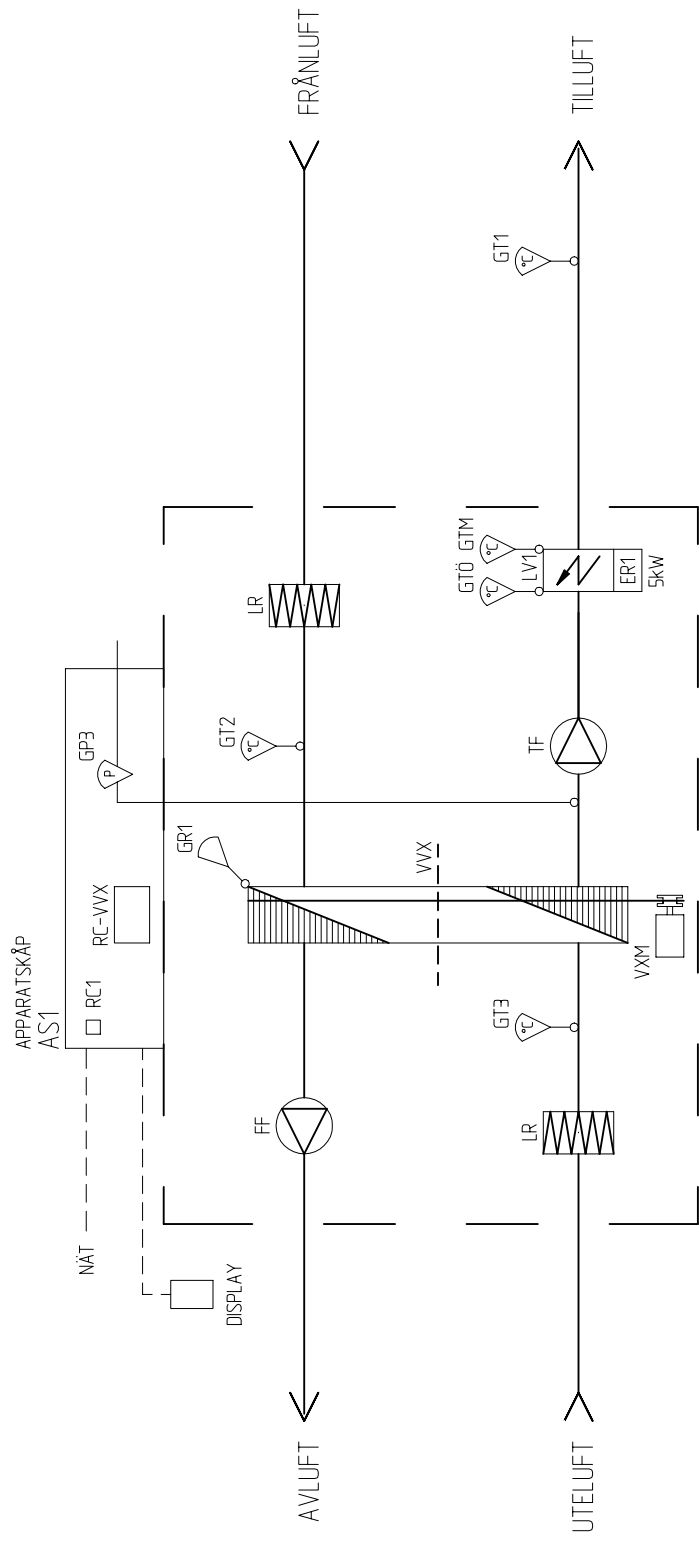 APPARATSKÅP
AS1
RC1
RC-VVX
GP3
P
NÄT
DISPLAY
GR1
GT2
°C
LR
FF
AVLUFT
FRÅNLUFT
VVX
GT3
°C
LR
VXM
TF
GTÖ
°C
GTM
°C
LV1
ER1
5kW
GT1
°C
UTELUFT
TILLUFT